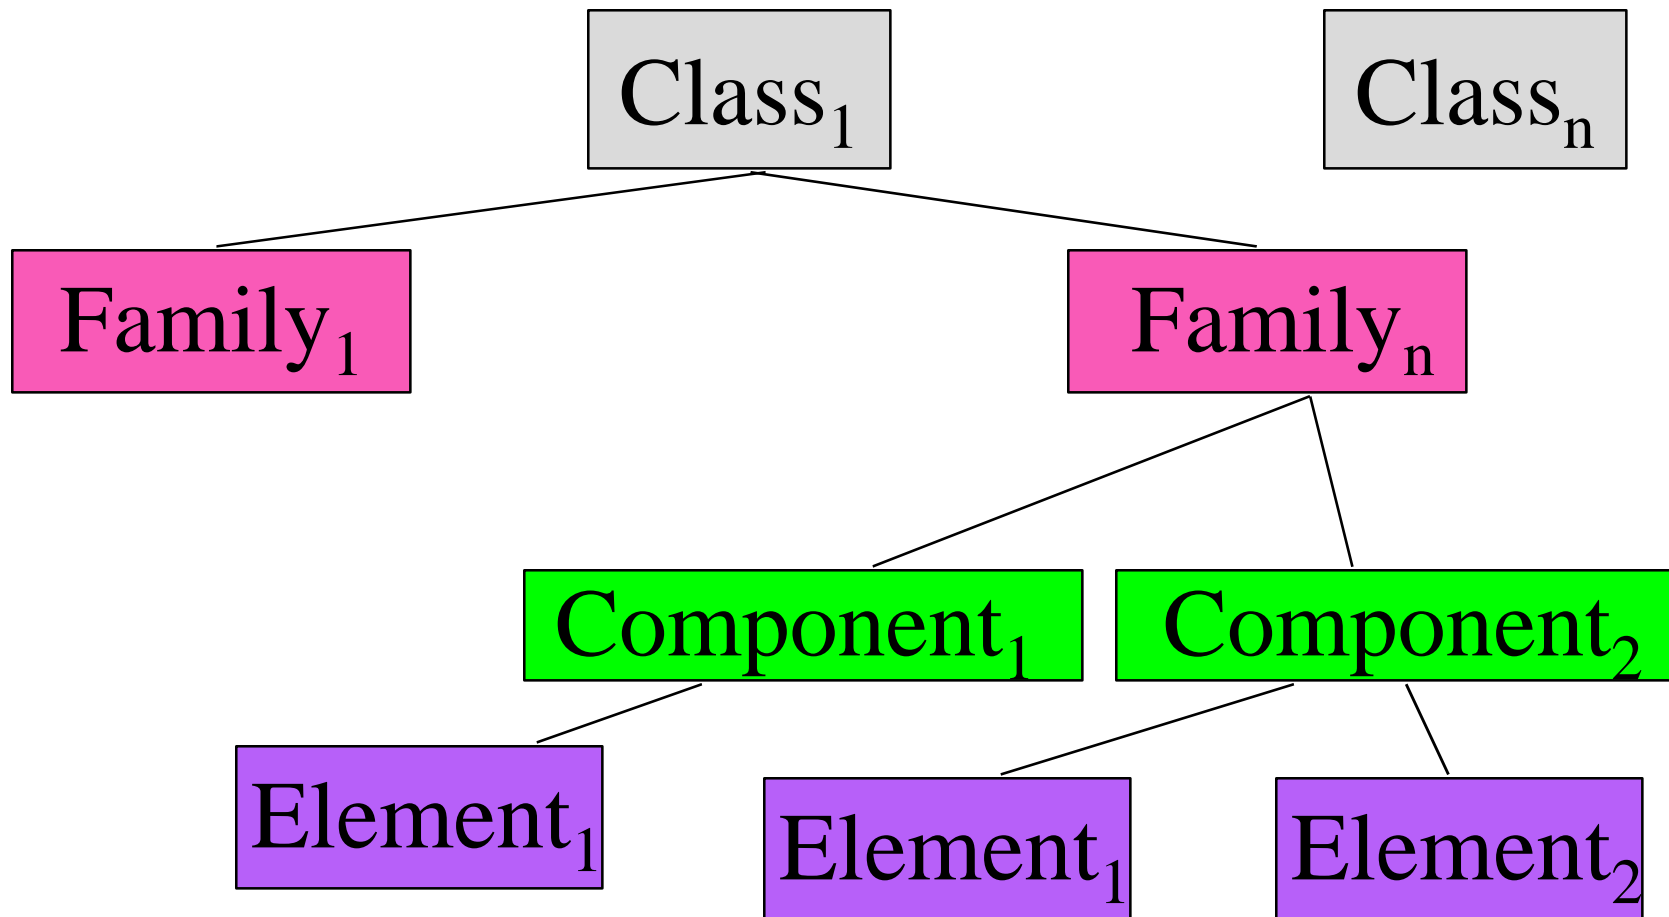 Class₁
Classₙ
Family₁
Familyₙ
Component₁
Component₂
Element₁
Element₁
Element₂